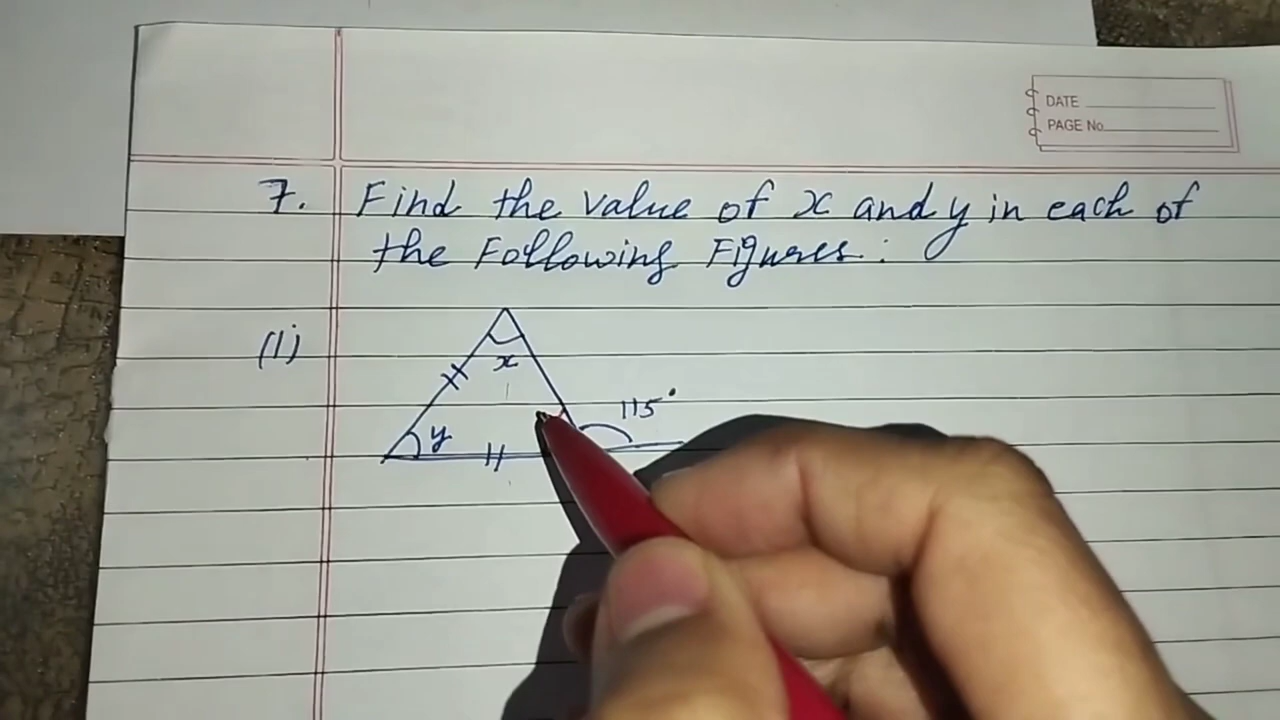 DATE
PAGE No
7. Find the value of x and y in each of
the Following Figures:
(i)
x
115°
y